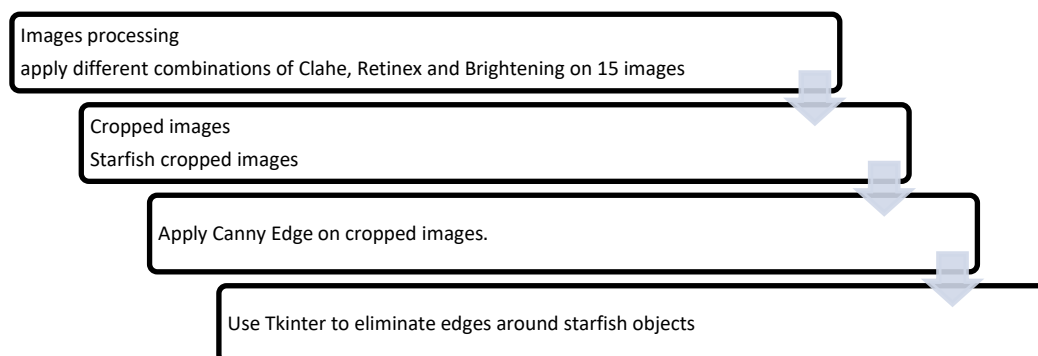 Images processing
apply different combinations of Clahe, Retinex and Brightening on 15 images
Cropped images
Starfish cropped images
Apply Canny Edge on cropped images.
Use Tkinter to eliminate edges around starfish objects